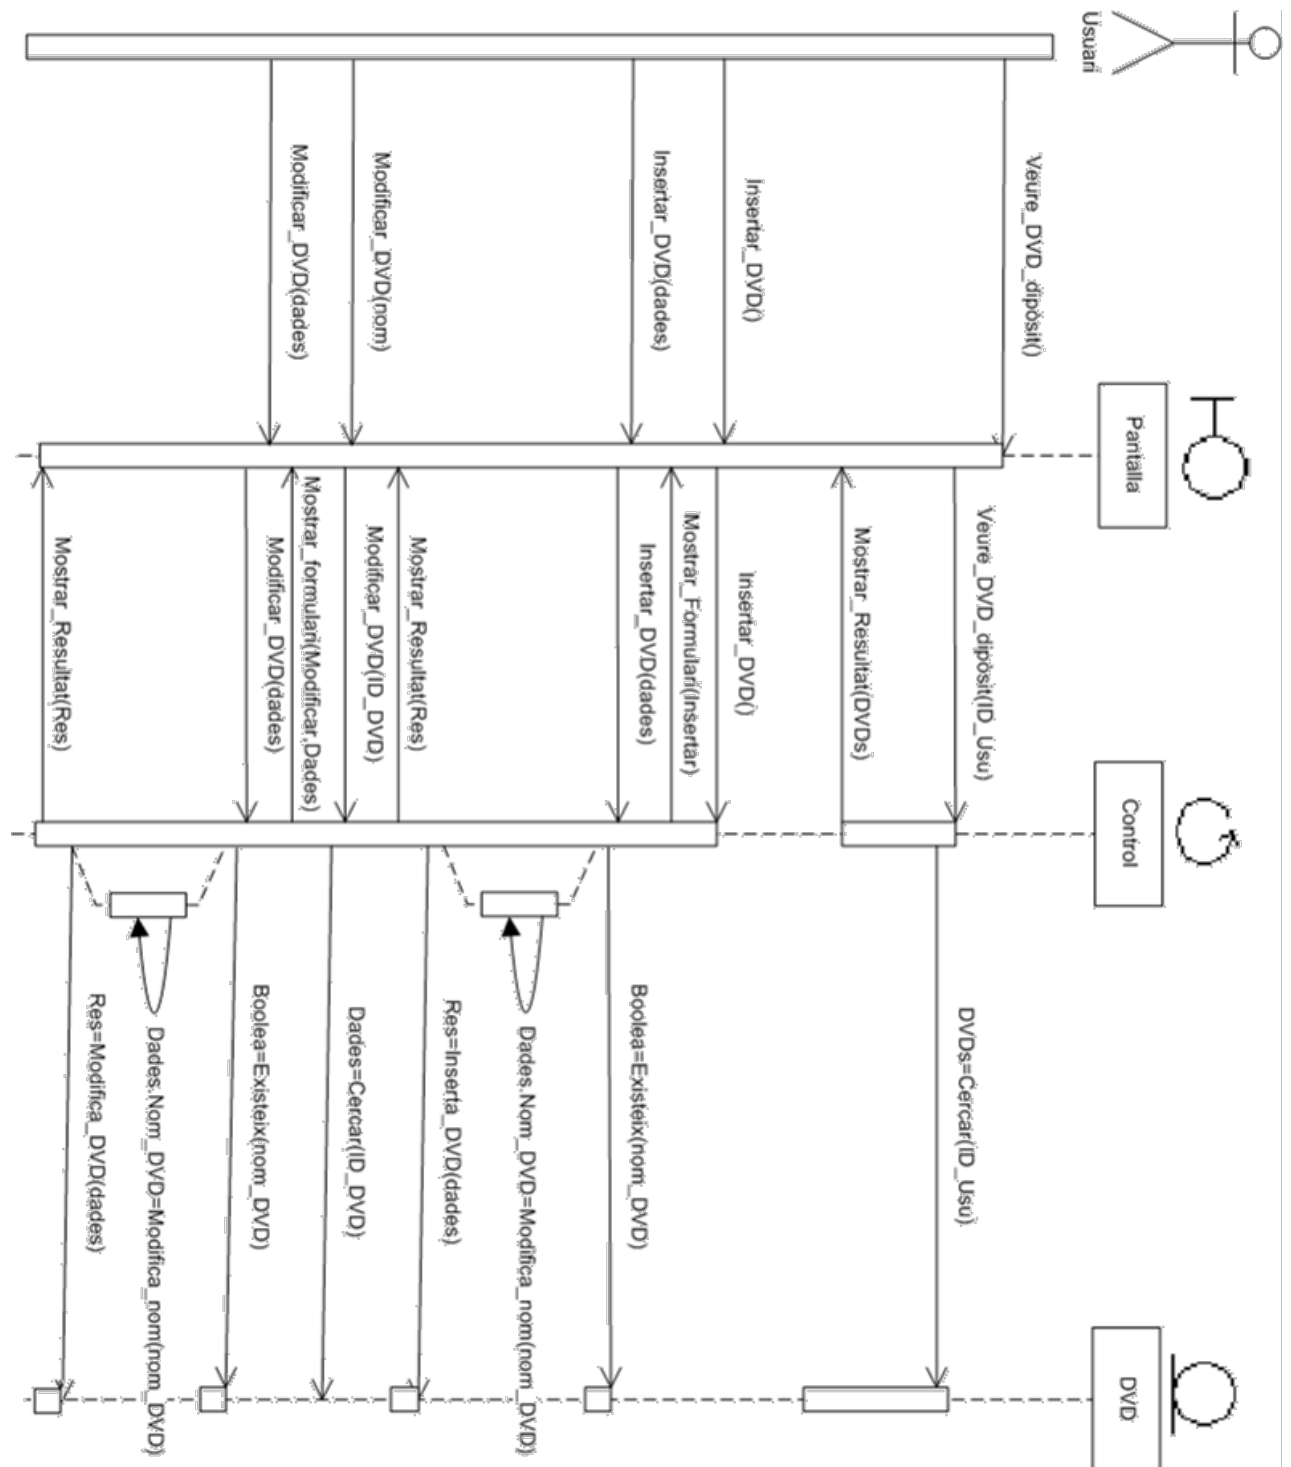 Usuari
Pantalla
Control
DVD
Veure_DVD_dipòsit()
Veure_DVD_dipòsit(ID_Usu)
DVDs=Cercar(ID_Usu)
Mostrar_Resultat(DVDs)
Insertar_DVD()
Insertar_DVD()
Mostrar_Formulari(Insertar)
Insertar_DVD(dades)
Insertar_DVD(dades)
Boolea=Existeix(nom_DVD)
Dades.Nom_DVD=Modifica_nom(nom_DVD)
Res=Inserta_DVD(dades)
Mostrar_Resultat(Res)
Modificar_DVD(nom)
Modificar_DVD(ID_DVD)
Dades=Cercar(ID_DVD)
Mostrar_formulari(Modificar,Dades)
Modificar_DVD(dades)
Modificar_DVD(dades)
Boolea=Existeix(nom_DVD)
Dades.Nom_DVD=Modifica_nom(nom_DVD)
Res=Modifica_DVD(dades)
Mostrar_Resultat(Res)